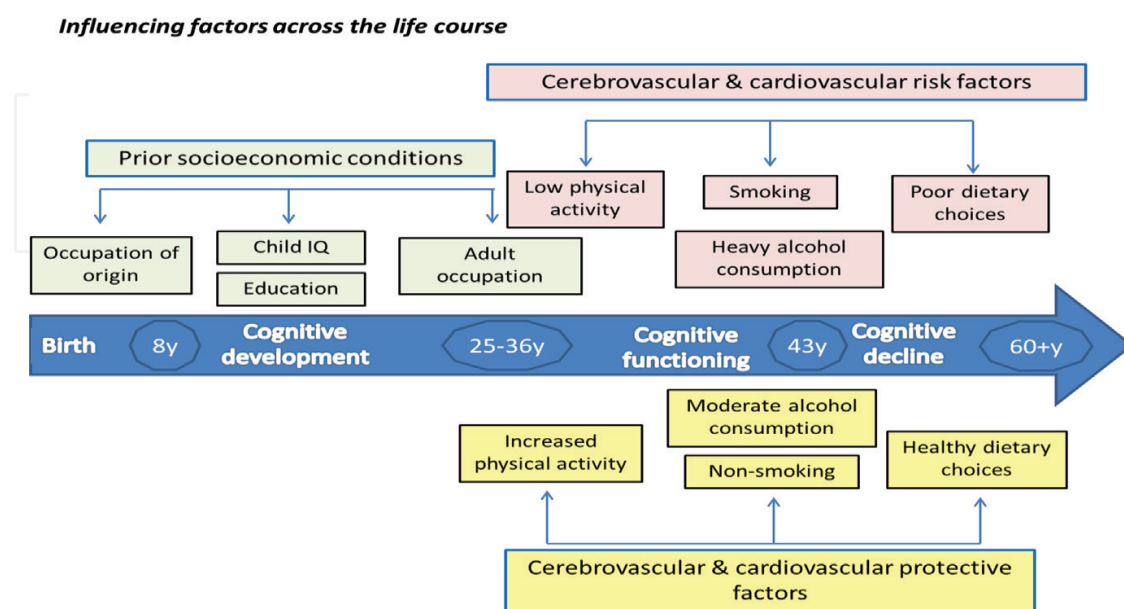 Influencing factors across the life course
Cerebrovascular & cardiovascular risk factors
Prior socioeconomic conditions
Low physical
activity
Smoking
Poor dietary
choices
Occupation of
origin
Child IQ
Education
Adult
occupation
Heavy alcohol
consumption
Birth
8y
Cognitive
development
25-36y
Cognitive
functioning
43y
Cognitive
decline
60+y
Increased
physical activity
Moderate alcohol
consumption
Non-smoking
Healthy dietary
choices
Cerebrovascular & cardiovascular protective
factors